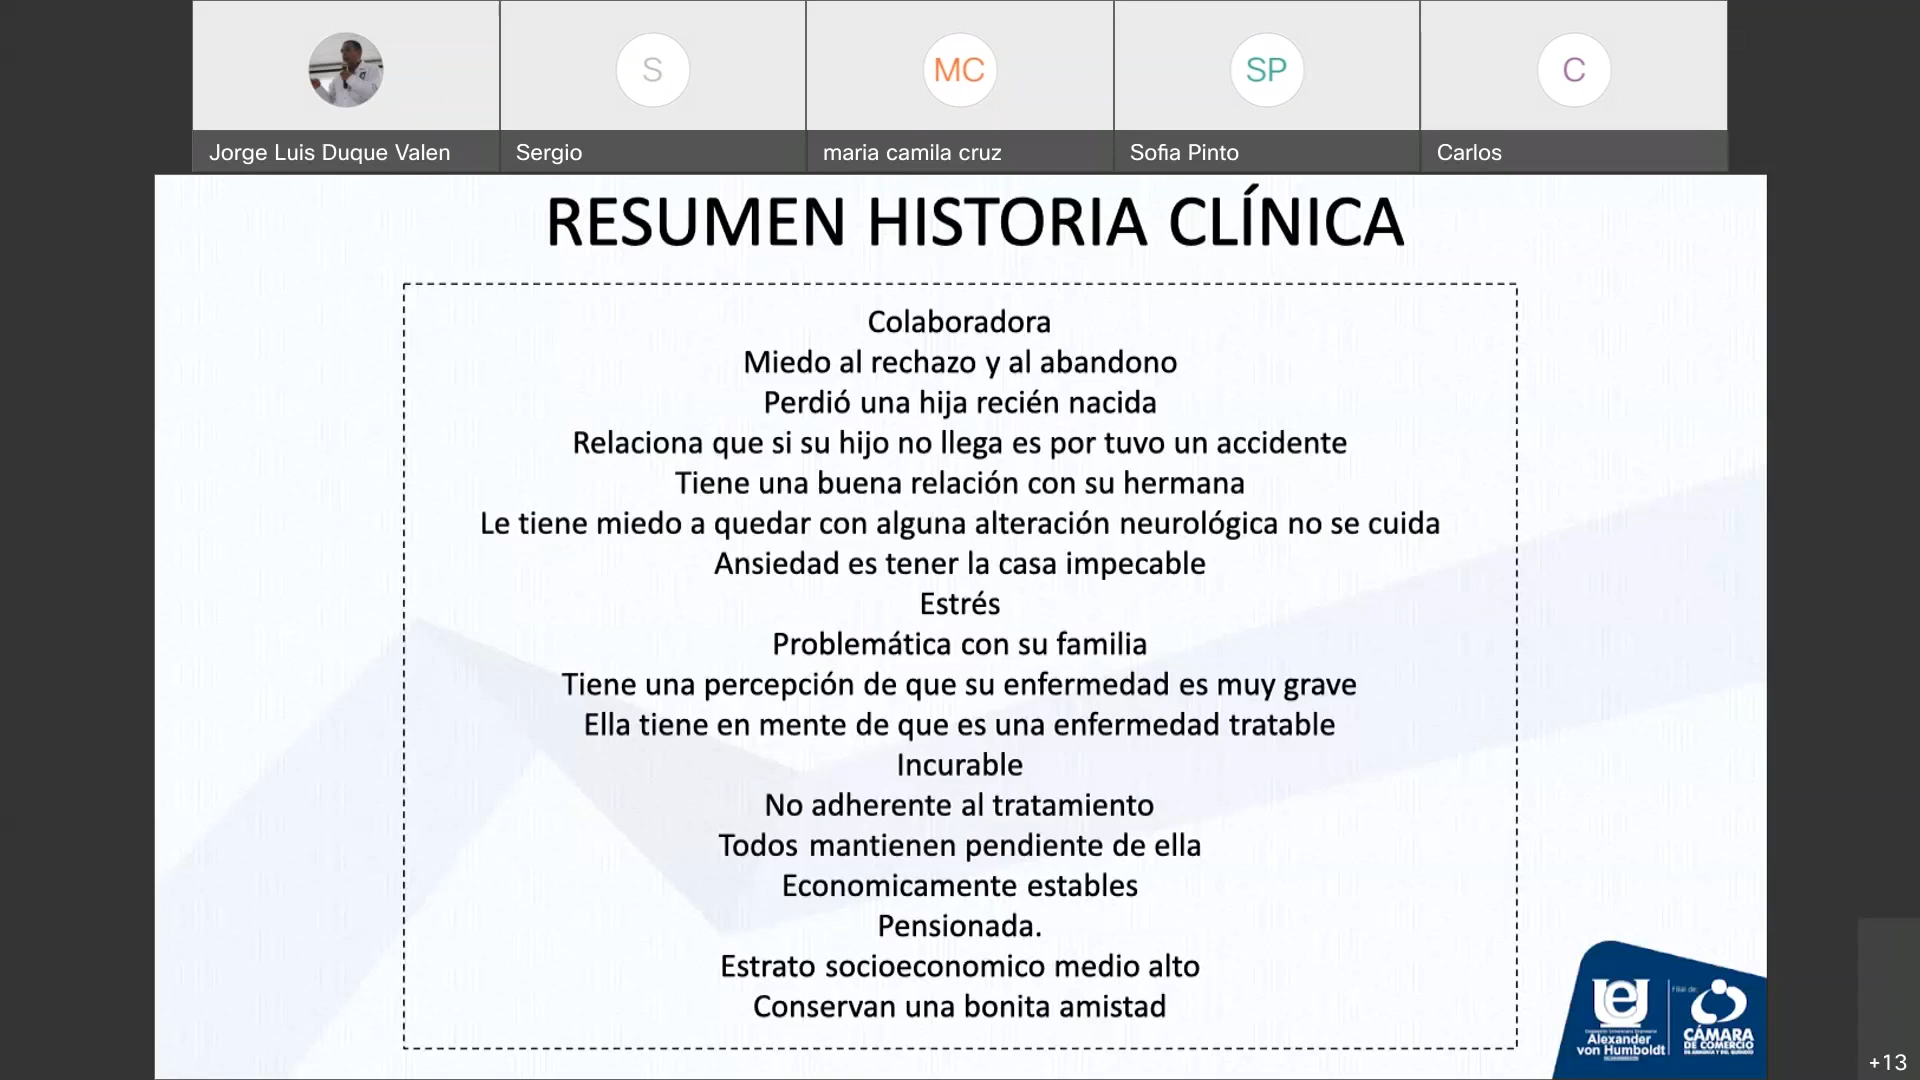 S
MC
SP
C
Jorge Luis Duque Valen
Sergio
maria camila cruz
Sofia Pinto
Carlos
RESUMEN HISTORIA CLÍNICA
Colaboradora
Miedo al rechazo y al abandono
Perdió una hija recién nacida
Relaciona que si su hijo no llega es por tuvo un accidente
Tiene una buena relación con su hermana
Le tiene miedo a quedar con alguna alteración neurológica no se cuida
Ansiedad es tener la casa impecable
Estrés
Problemática con su familia
Tiene una percepción de que su enfermedad es muy grave
Ella tiene en mente de que es una enfermedad tratable
Incurable
No adherente al tratamiento
Todos mantienen pendiente de ella
Economicamente estables
Pensionada.
Estrato socioeconomico medio alto
Conservan una bonita amistad
Filial de:
Alexander
von Humboldt
CÁMARA
DE COMERCIO
DE ARMENIA Y DEL QUINDÍO
+13